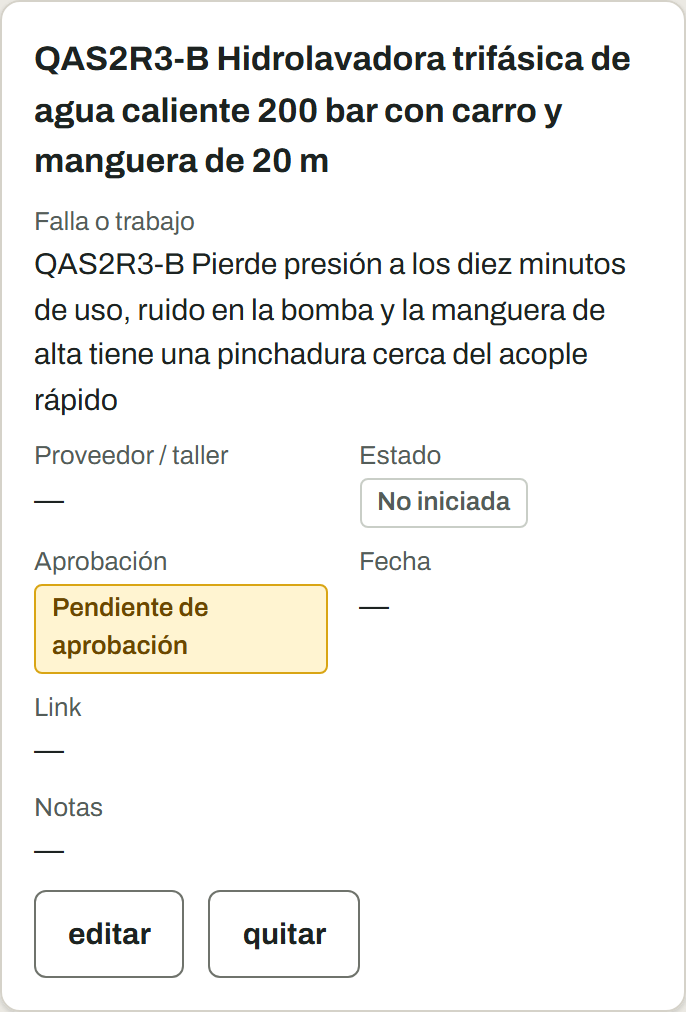 QAS2R3-B Hidrolavadora trifásica de
agua caliente 200 bar con carro y
manguera de 20 m
Falla o trabajo
QAS2R3-B Pierde presión a los diez minutos
de uso, ruido en la bomba y la manguera de
alta tiene una pinchadura cerca del acople
rápido
Proveedor / taller
—
Estado
No iniciada
Aprobación
Pendiente de
aprobación
Fecha
—
Link
—
Notas
—
editar
quitar